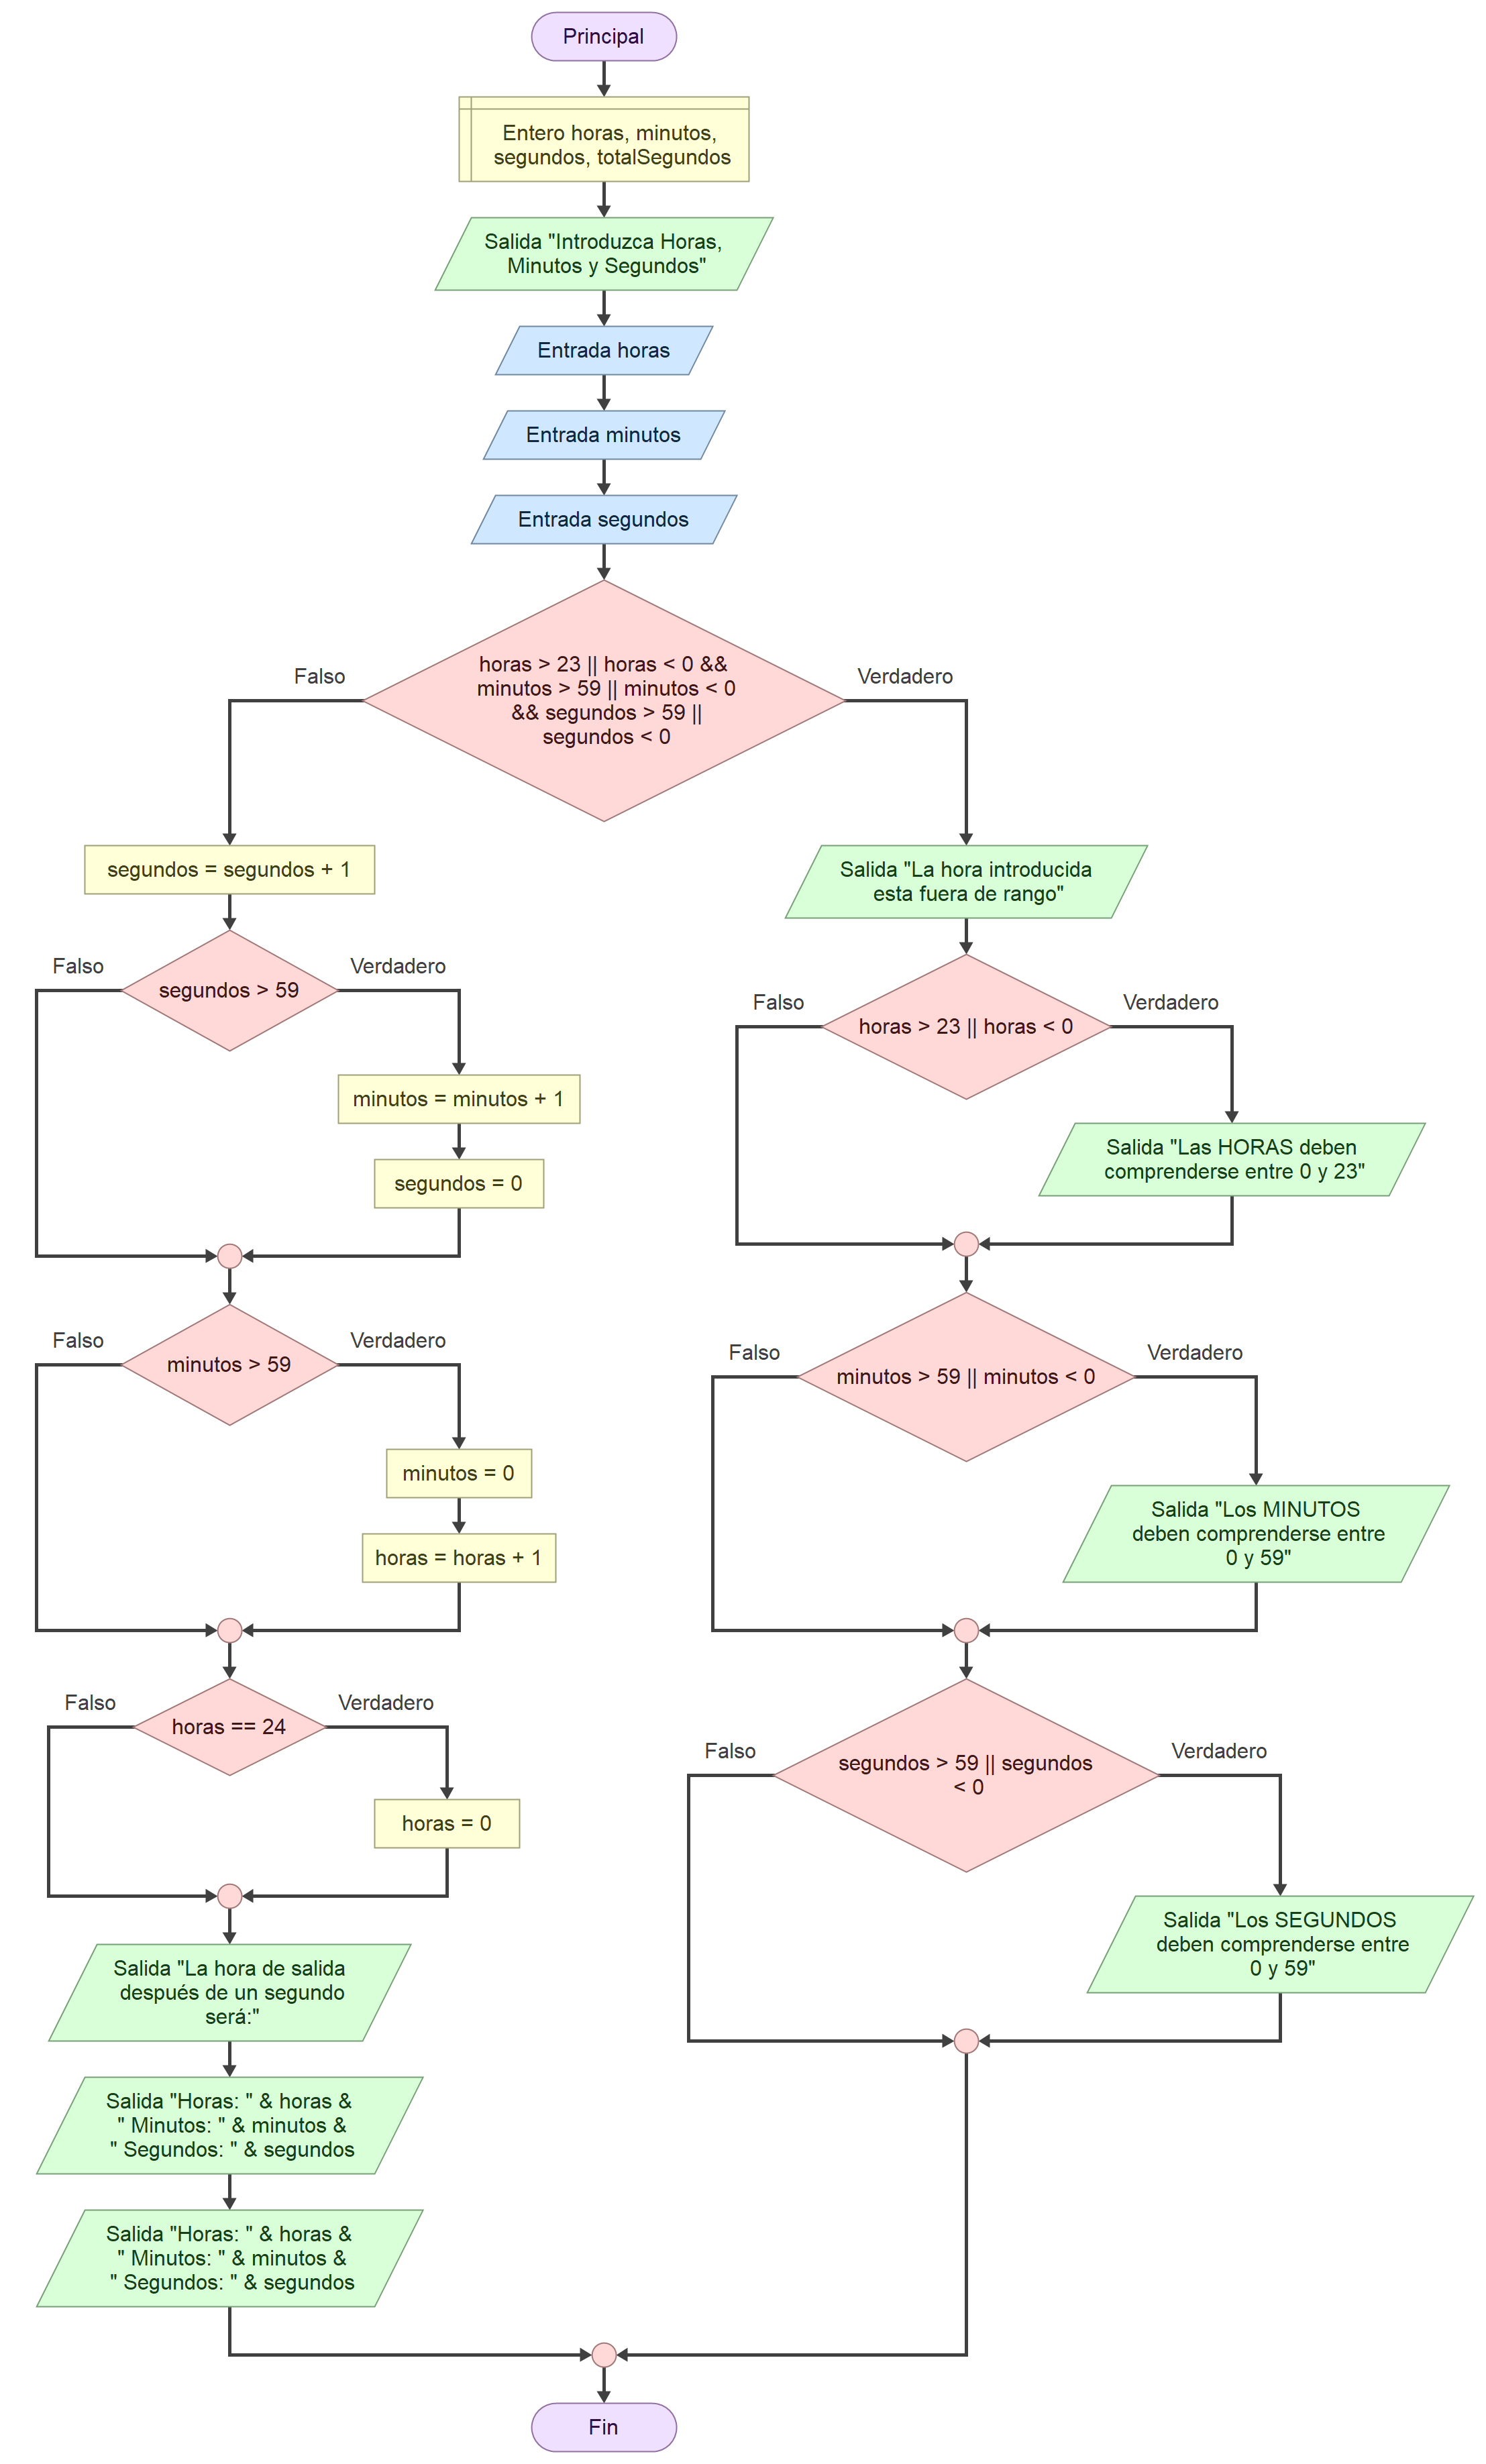 Principal
Entero horas, minutos,
segundos, totalSegundos
Salida "Introduzca Horas,
Minutos y Segundos"
Entrada horas
Entrada minutos
Entrada segundos
horas > 23 || horas < 0 &&
minutos > 59 || minutos < 0
&& segundos > 59 ||
segundos < 0
Falso
Verdadero
segundos = segundos + 1
segundos > 59
Falso
Verdadero
minutos = minutos + 1
segundos = 0
minutos > 59
Falso
Verdadero
minutos = 0
horas = horas + 1
horas == 24
Falso
Verdadero
horas = 0
Salida "La hora de salida
después de un segundo
será:"
Salida "Horas: " & horas &
" Minutos: " & minutos &
" Segundos: " & segundos
Salida "Horas: " & horas &
" Minutos: " & minutos &
" Segundos: " & segundos
Salida "La hora introducida
esta fuera de rango"
horas > 23 || horas < 0
Falso
Verdadero
Salida "Las HORAS deben
comprenderse entre 0 y 23"
minutos > 59 || minutos < 0
Falso
Verdadero
Salida "Los MINUTOS
deben comprenderse entre
0 y 59"
segundos > 59 || segundos
< 0
Falso
Verdadero
Salida "Los SEGUNDOS
deben comprenderse entre
0 y 59"
Fin